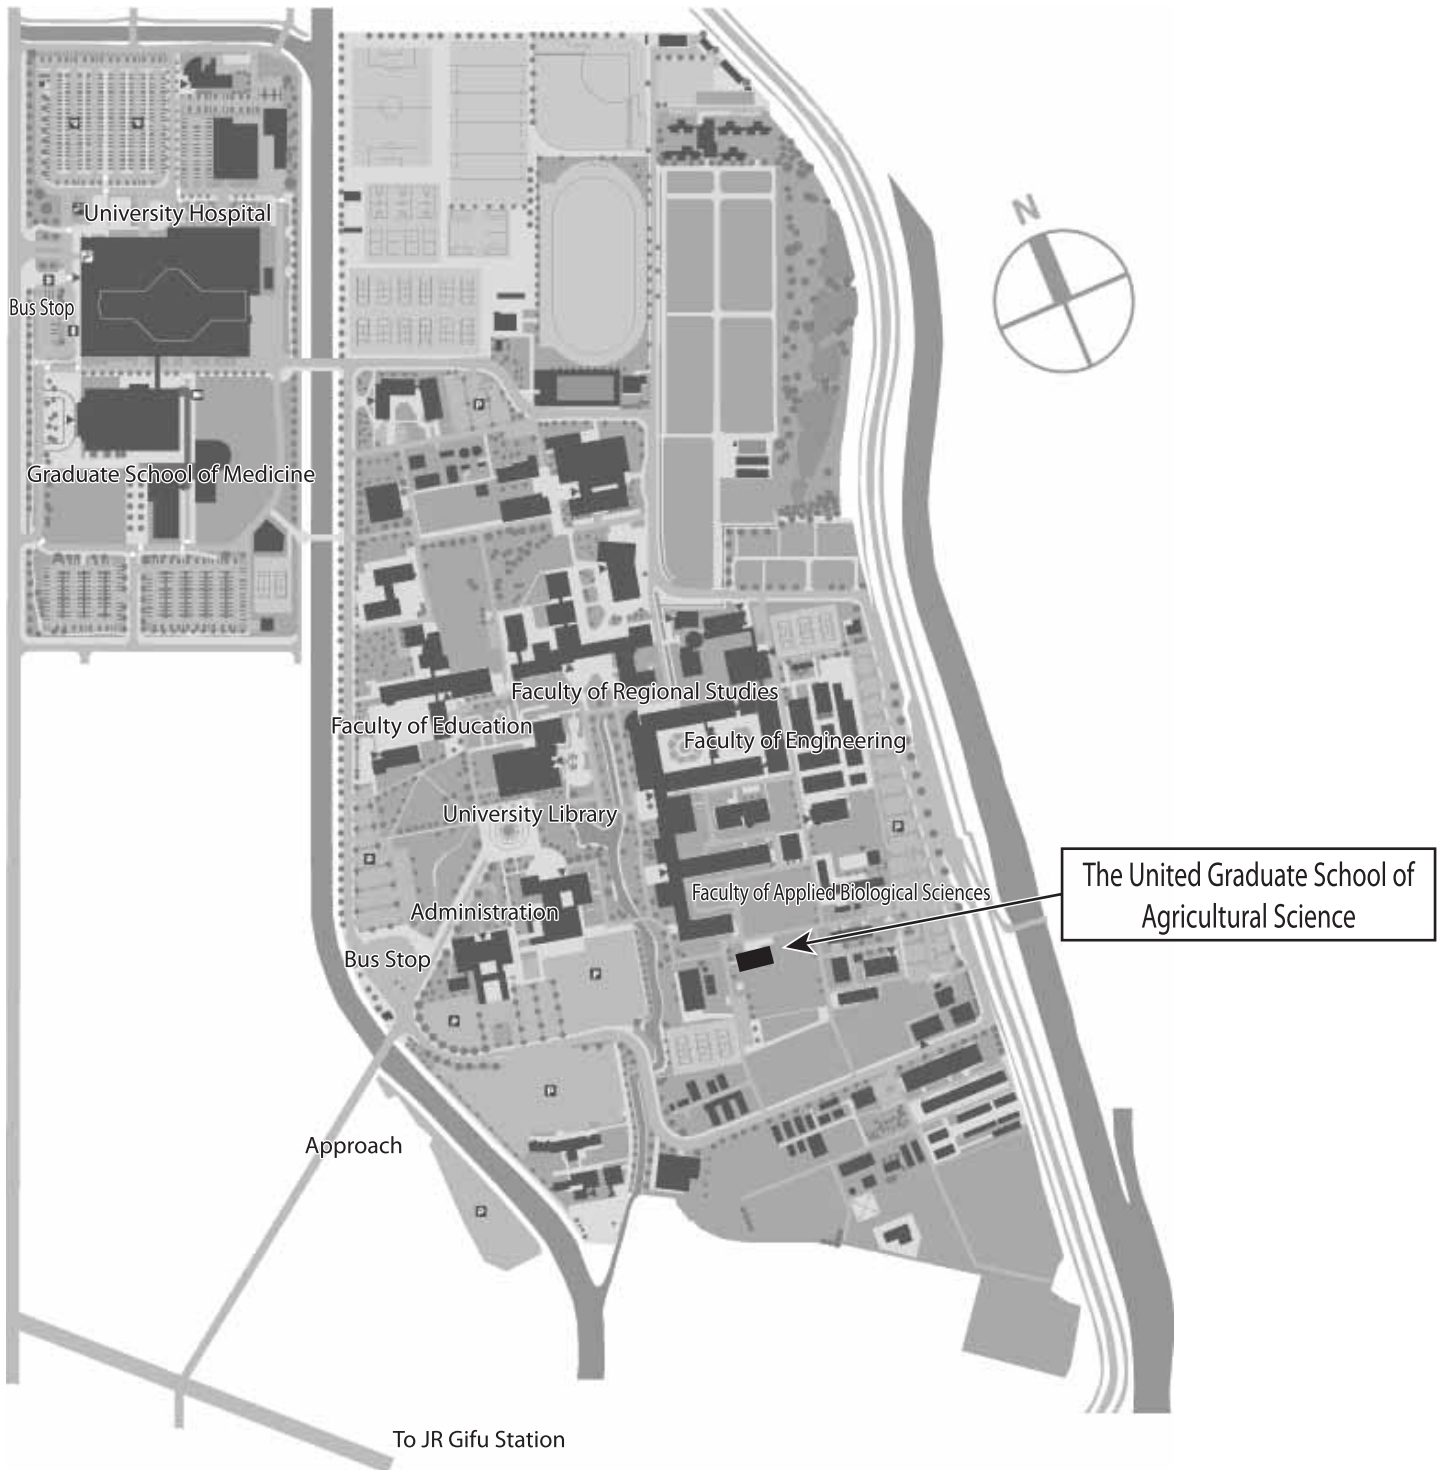 N
University Hospital
Bus Stop
Graduate School of Medicine
Faculty of Regional Studies
Faculty of Education
Faculty of Engineering
University Library
The United Graduate School of
Agricultural Science
Faculty of Applied Biological Sciences
Administration
Bus Stop
Approach
To JR Gifu Station
P
P
P
P
P
P
P
P
P